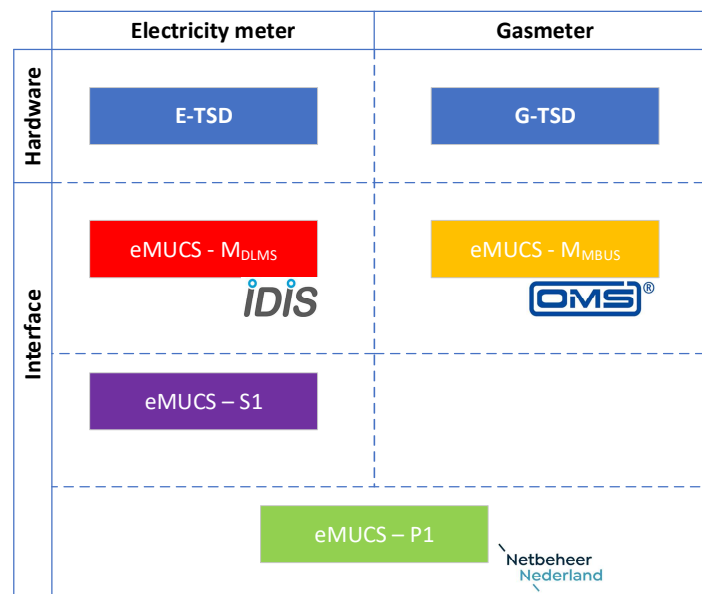 Electricity meter
Gasmeter
Hardware
E-TSD
G-TSD
Interface
eMUCS - MDLMS
eMUCS - MMBUS
iDiS
OMS®
eMUCS – S1
eMUCS – P1
Netbeheer
Nederland